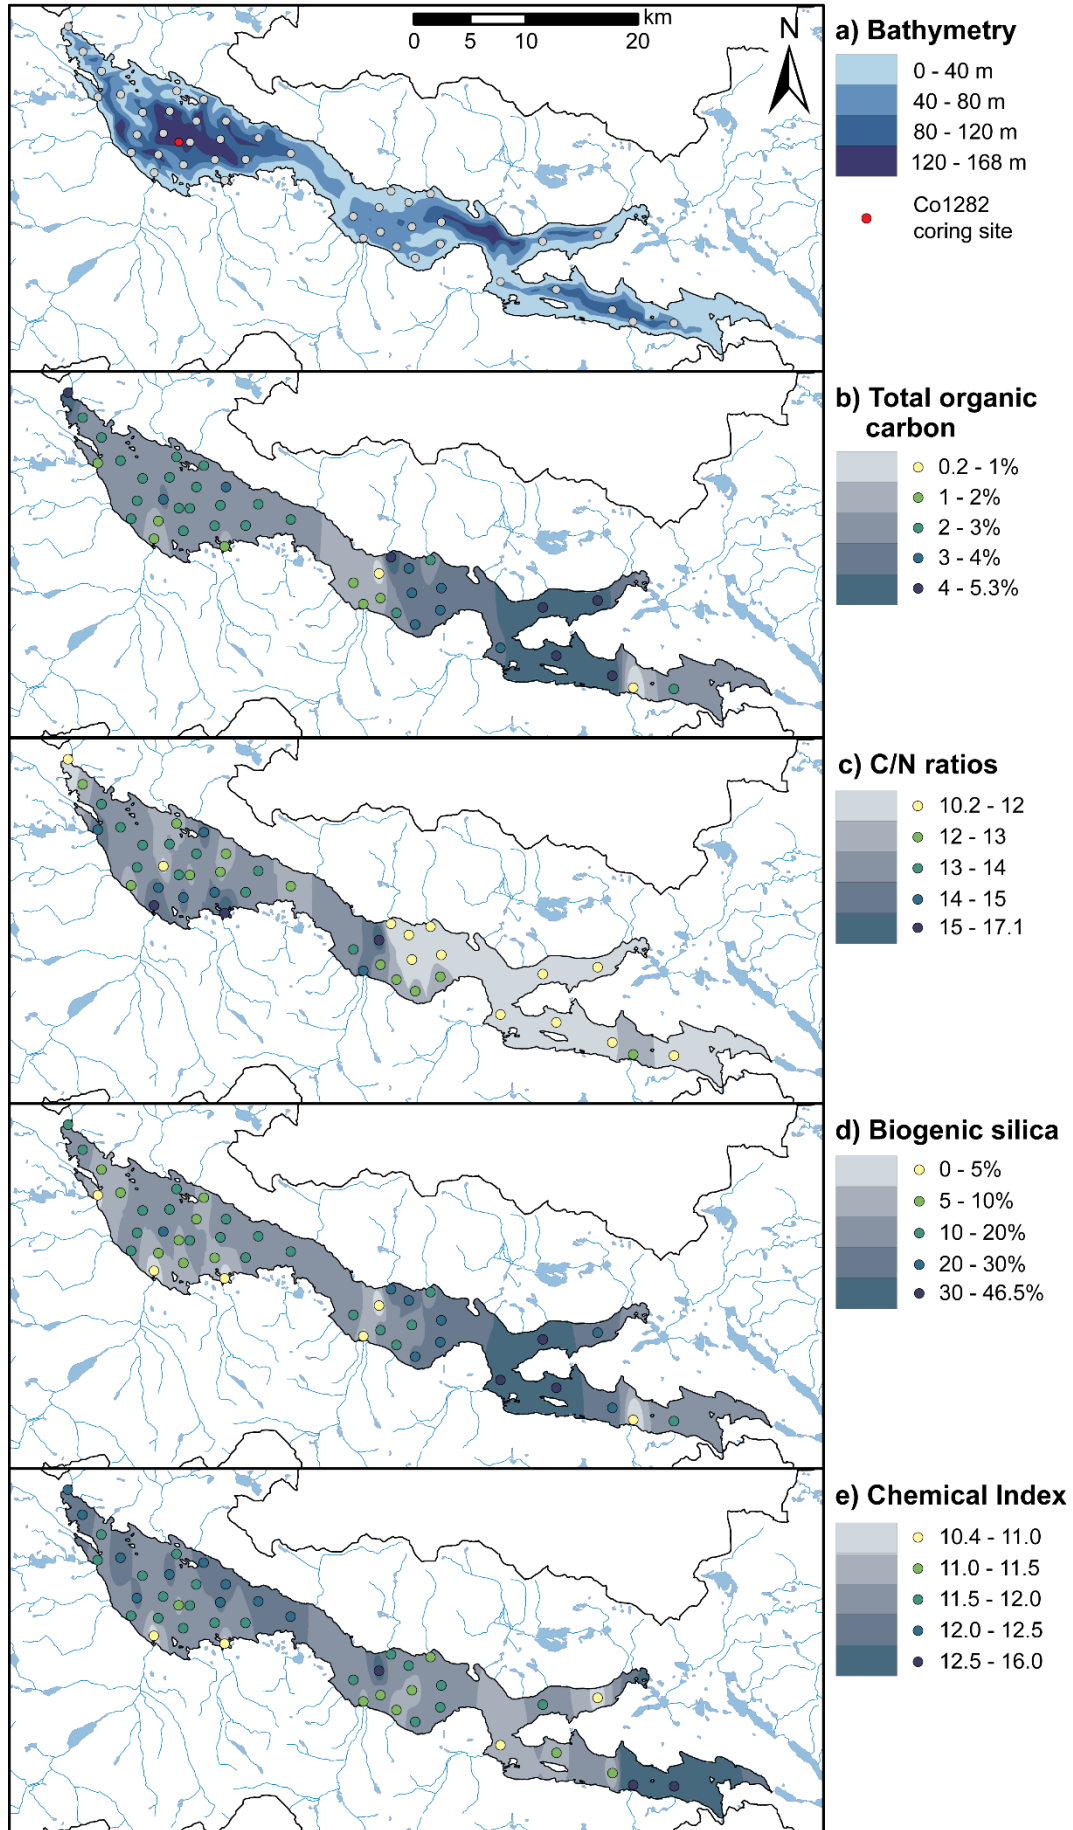 km
0 5 10 20
N
a) Bathymetry
0 - 40 m
40 - 80 m
80 - 120 m
120 - 168 m
Co1282
coring site
b) Total organic
carbon
0.2 - 1%
1 - 2%
2 - 3%
3 - 4%
4 - 5.3%
c) C/N ratios
10.2 - 12
12 - 13
13 - 14
14 - 15
15 - 17.1
d) Biogenic silica
0 - 5%
5 - 10%
10 - 20%
20 - 30%
30 - 46.5%
e) Chemical Index
10.4 - 11.0
11.0 - 11.5
11.5 - 12.0
12.0 - 12.5
12.5 - 16.0